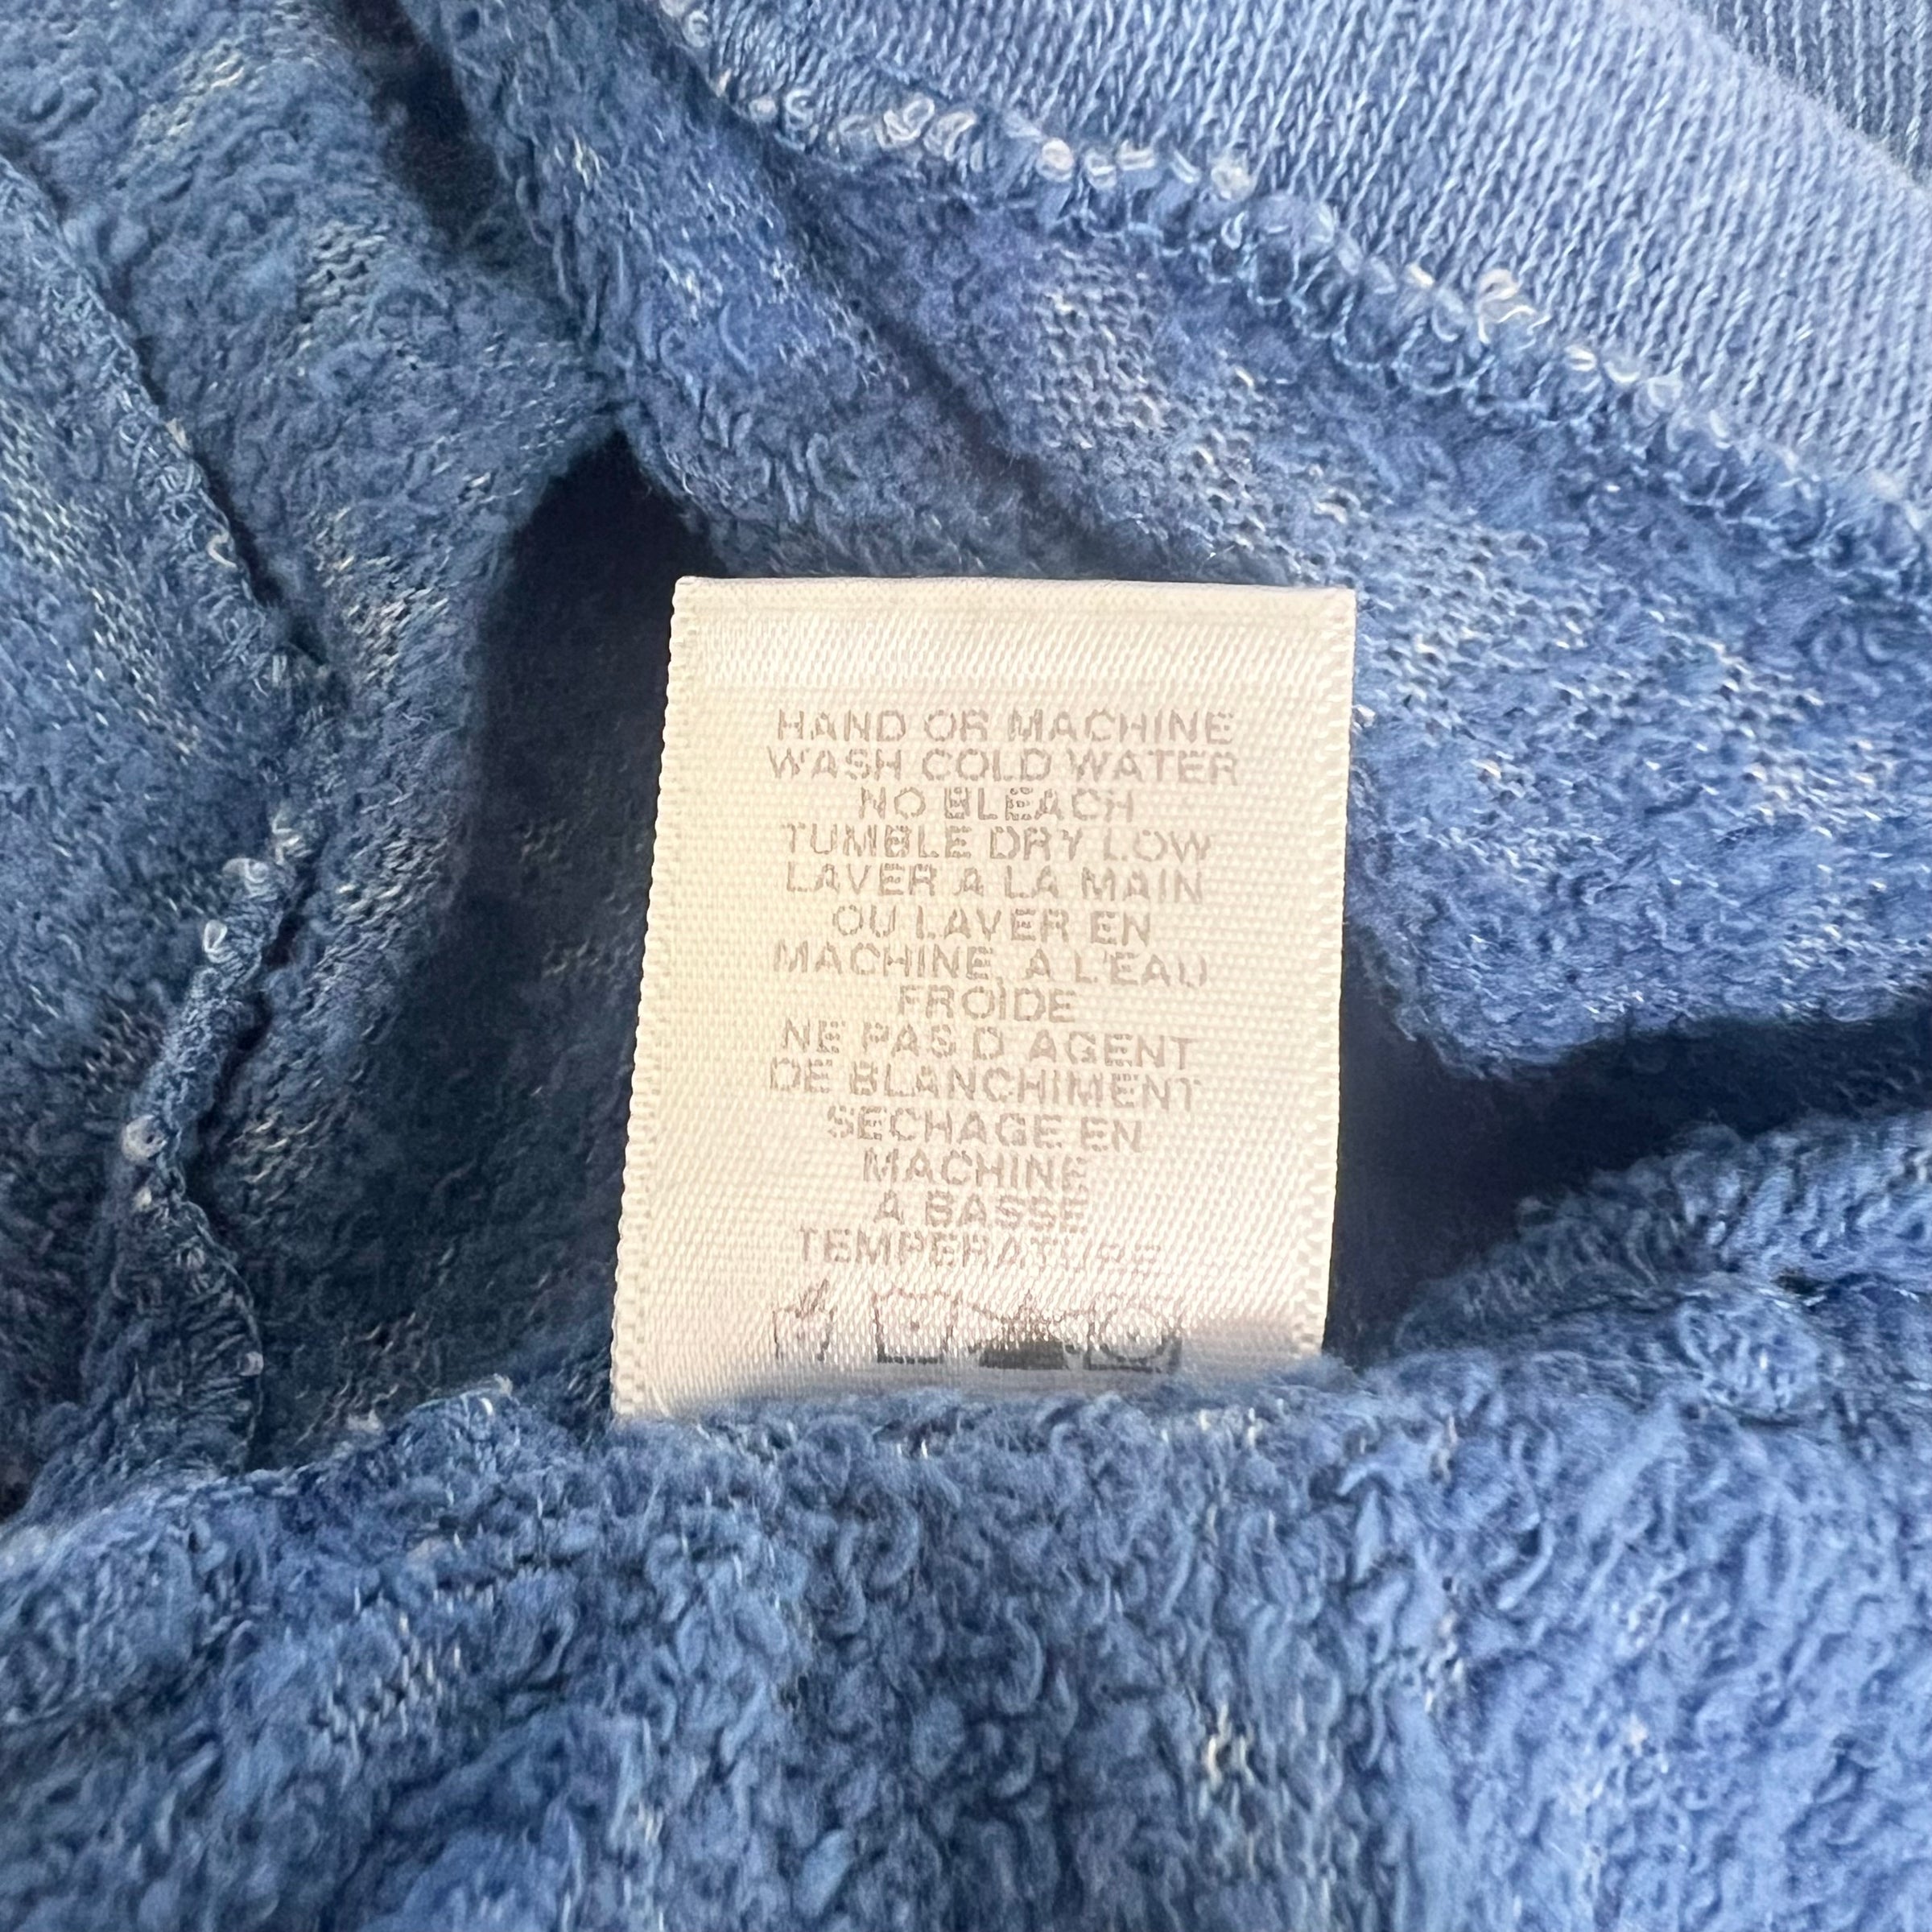 HAND OR MACHINE
WASH COLD WATER
NO BLEACH
TUMBLE DRY LOW
LAVER A LA MAIN
OU LAVER EN
MACHINE, A L'EAU
FROIDE
NE PAS D AGENT
DE BLANCHIMENT
SECHAGE EN
MACHINE
A BASSE
TEMPERATURE